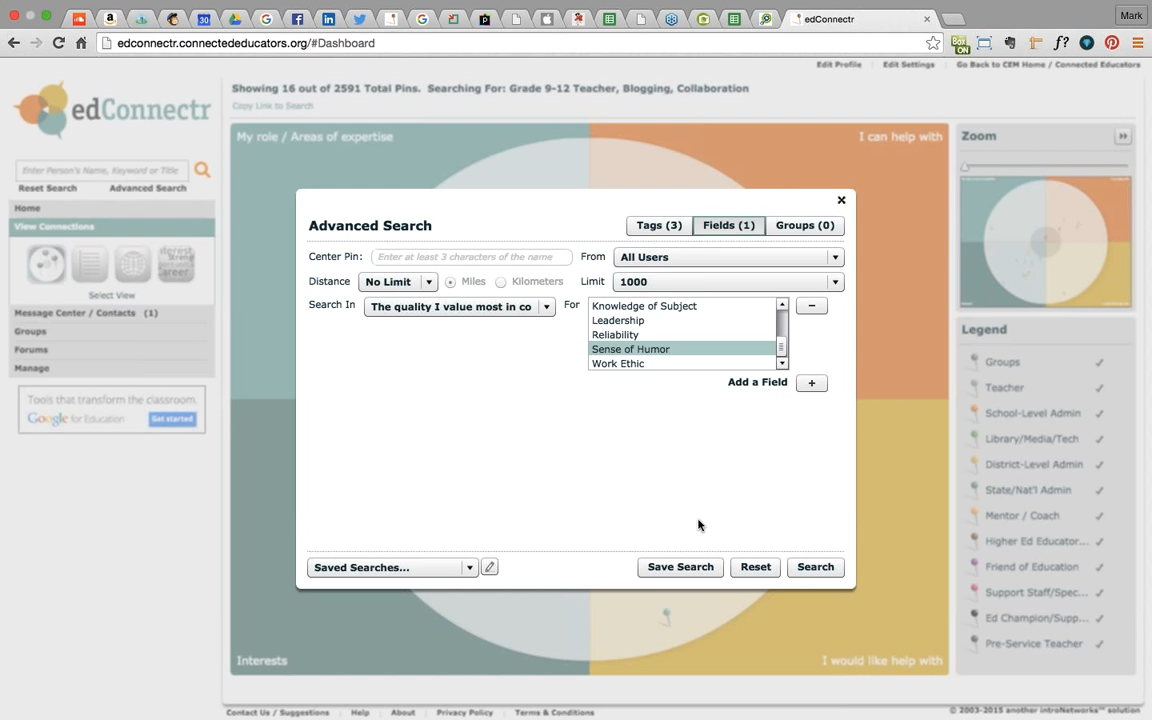 edConnectr
Mark
edconnectr.connectededucators.org/#Dashboard
Edit Profile
Edit Settings
Go Back to CEM Home / Connected Educators
edConnectr
Enter Person's Name, Keyword or Title
Reset Search
Advanced Search
Home
View Connections
Select View
Message Center / Contacts (1)
Groups
Forums
Manage
Tools that transform the classroom.
Google for Education
Get started
Showing 16 out of 2591 Total Pins. Searching For: Grade 9-12 Teacher, Blogging, Collaboration
Copy Link to Search
My role / Areas of expertise
I can help with
Interests
I would like help with
Advanced Search
Tags (3)
Fields (1)
Groups (0)
Center Pin:
Enter at least 3 characters of the name
From
All Users
Distance
No Limit
Miles
Kilometers
Limit
1000
Search In
The quality I value most in co
For
Knowledge of Subject
Leadership
Reliability
Sense of Humor
Work Ethic
−
Add a Field
+
Saved Searches...
Save Search
Reset
Search
Zoom
Legend
Groups
Teacher
School-Level Admin
Library/Media/Tech
District-Level Admin
State/Nat'l Admin
Mentor / Coach
Higher Ed Educator...
Friend of Education
Support Staff/Spec...
Ed Champion/Supp...
Pre-Service Teacher
Contact Us / Suggestions
Help
About
Privacy Policy
Terms & Conditions
© 2003-2015 another introNetworks™ solution